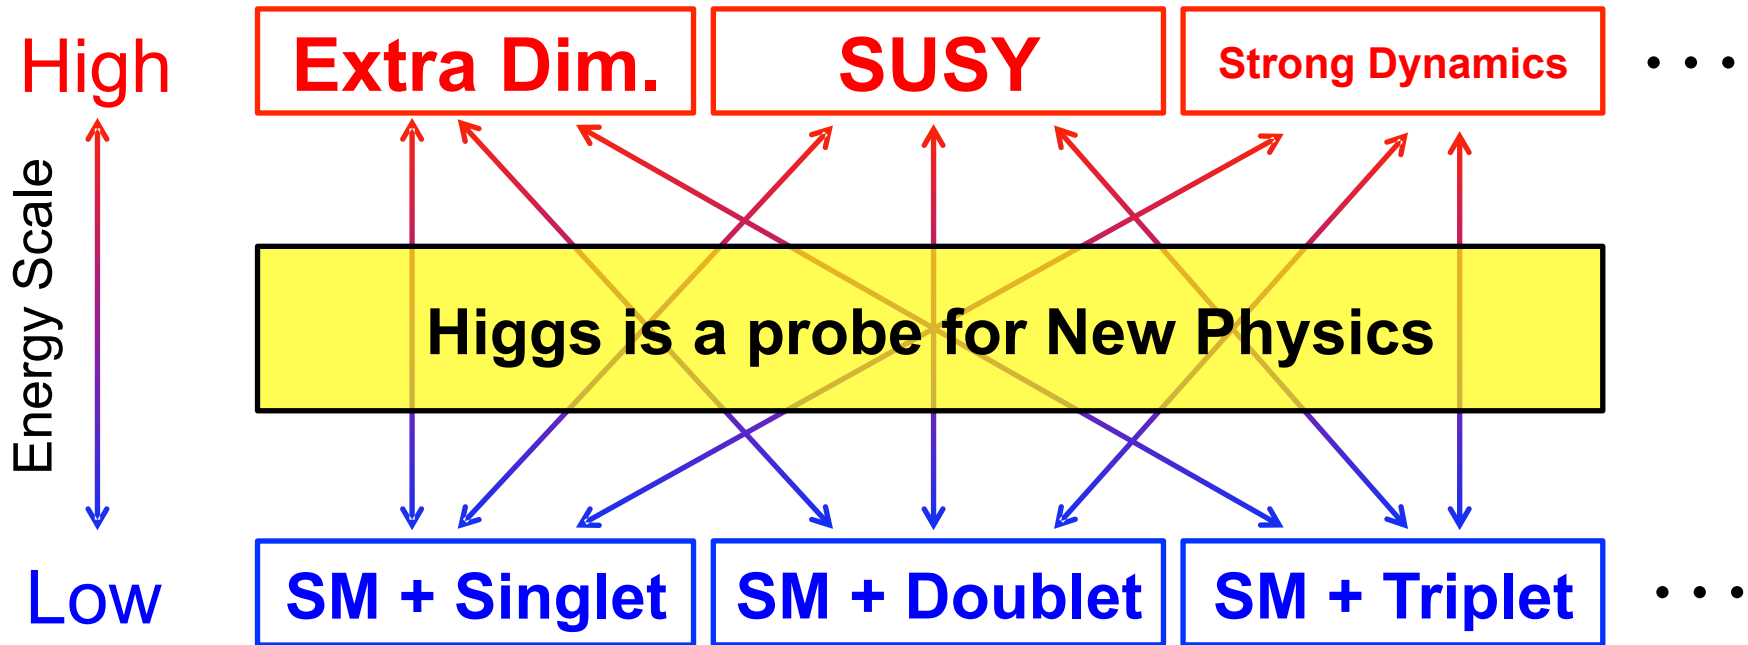 High
Extra Dim.
SUSY
Strong Dynamics
· · ·
Energy Scale
Higgs is a probe for New Physics
Low
SM + Singlet
SM + Doublet
SM + Triplet
· · ·